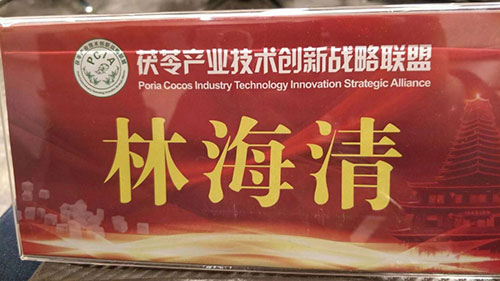 PGIA
茯苓产业技术创新战略联盟
Poria Cocos Industry Technology Innovation Strategic Alliance
林海清